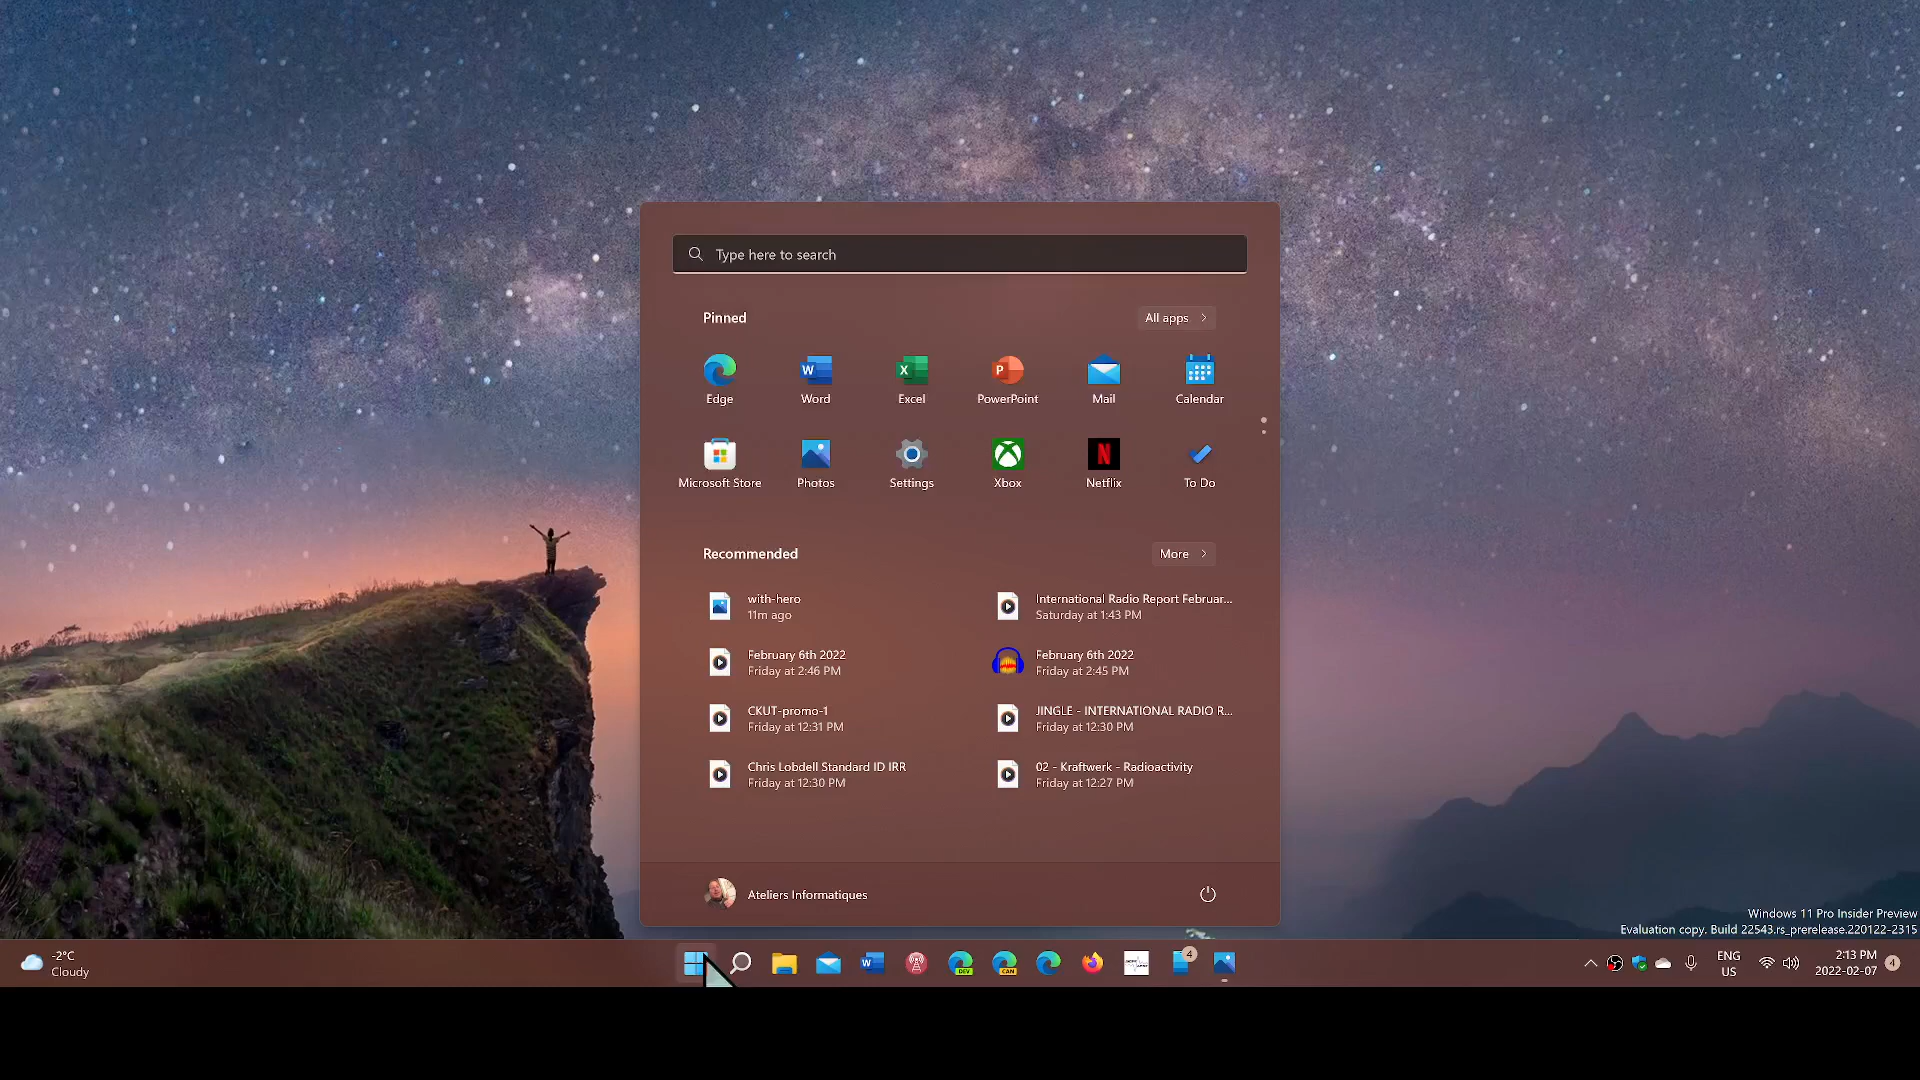 Type here to search
Pinned
All apps
Edge
Word
Excel
PowerPoint
Mail
Calendar
Microsoft Store
Photos
Settings
Xbox
Netflix
To Do
Recommended
More
with-hero
11m ago
International Radio Report Februar...
Saturday at 1:43 PM
February 6th 2022
Friday at 2:46 PM
February 6th 2022
Friday at 2:45 PM
CKUT-promo-1
Friday at 12:31 PM
JINGLE - INTERNATIONAL RADIO R...
Friday at 12:30 PM
Chris Lobdell Standard ID IRR
Friday at 12:30 PM
02 - Kraftwerk - Radioactivity
Friday at 12:27 PM
Ateliers Informatiques
Windows 11 Pro Insider Preview
Evaluation copy. Build 22543.rs_prerelease.220122-2315
-2°C
Cloudy
DEV
CAN
4
ENG
US
2:13 PM
2022-02-07
4